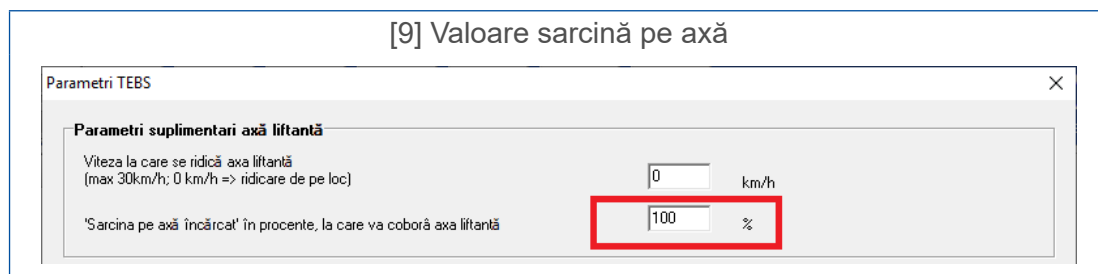 [9] Valoare sarcină pe axă
Parametri TEBS
Parametri suplimentari axă liftantă
Viteza la care se ridică axa liftantă
(max 30km/h; 0 km/h => ridicare de pe loc)
0 km/h
'Sarcina pe axă încărcat' în procente, la care va coborâ axa liftantă
100 %